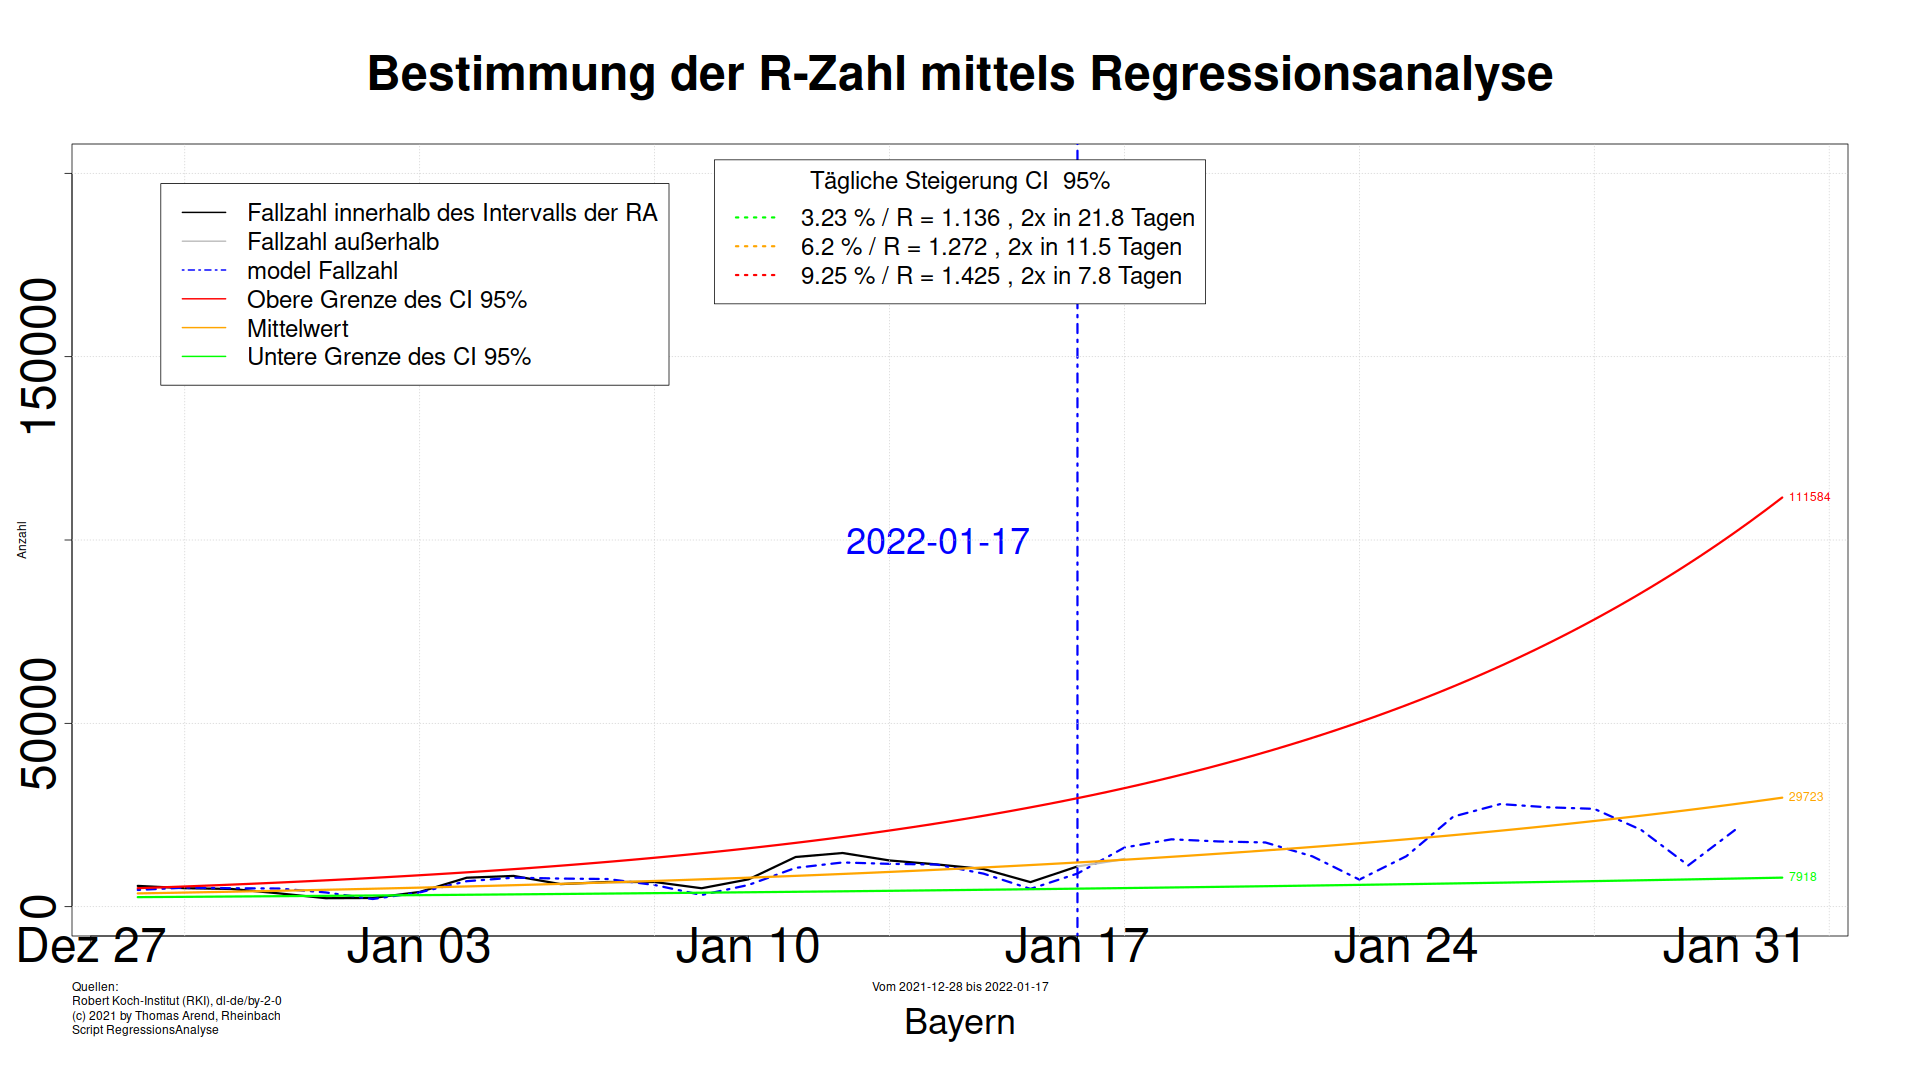 Bestimmung der R-Zahl mittels Regressionsanalyse
Fallzahl innerhalb des Intervalls der RA
Fallzahl außerhalb
model Fallzahl
Obere Grenze des CI 95%
Mittelwert
Untere Grenze des CI 95%
Tägliche Steigerung CI  95%
3.23 % / R = 1.136 , 2x in 21.8 Tagen
6.2 % / R = 1.272 , 2x in 11.5 Tagen
9.25 % / R = 1.425 , 2x in 7.8 Tagen
150000
50000
0
Anzahl
2022-01-17
111584
29723
7918
Dez 27
Jan 03
Jan 10
Jan 17
Jan 24
Jan 31
Quellen:
Robert Koch-Institut (RKI), dl-de/by-2-0
(c) 2021 by Thomas Arend, Rheinbach
Script RegressionsAnalyse
Vom 2021-12-28 bis 2022-01-17
Bayern